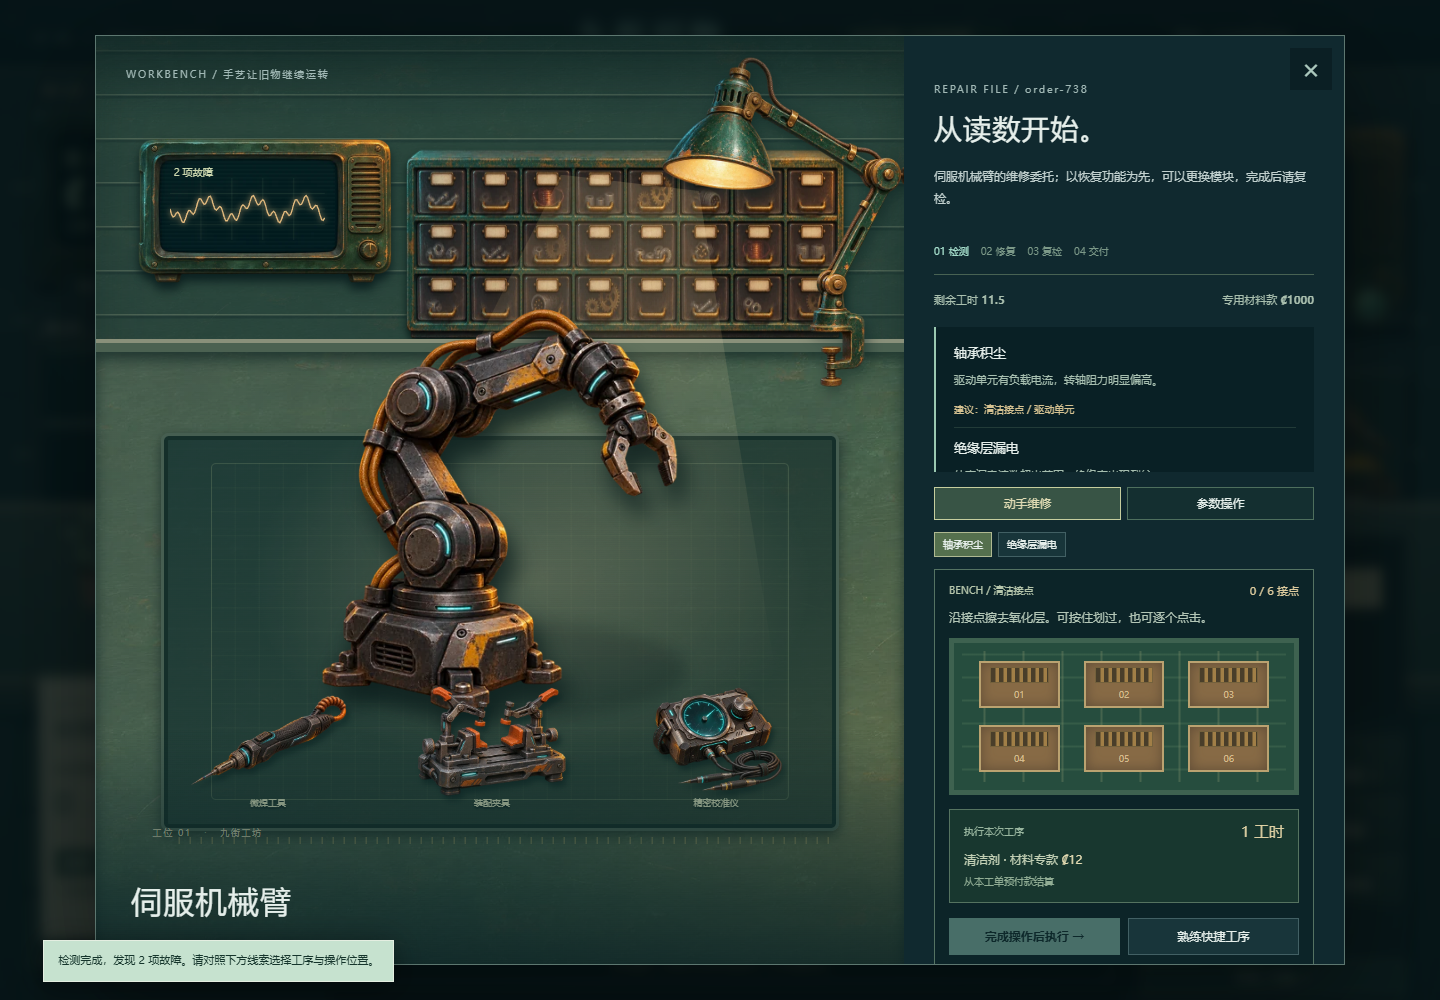 WORKBENCH / 手艺让旧物继续运转
2 项故障
微焊工具
装配夹具
精密校准仪
工位 01 · 九街工坊
伺服机械臂
检测完成，发现 2 项故障。请对照下方线索选择工序与操作位置。
×
REPAIR FILE / order-738
从读数开始。
伺服机械臂的维修委托；以恢复功能为先，可以更换模块，完成后请复
检。
01 检测 02 修复 03 复检 04 交付
剩余工时 11.5
专用材料款 ₡1000
轴承积尘
驱动单元有负载电流，转轴阻力明显偏高。
建议：清洁接点 / 驱动单元
绝缘层漏电
动手维修
参数操作
轴承积尘
绝缘层漏电
BENCH / 清洁接点
0 / 6 接点
沿接点擦去氧化层。可按住划过，也可逐个点击。
01
02
03
04
05
06
执行本次工序
1 工时
清洁剂 · 材料专款 ₡12
从本工单预付款结算
完成操作后执行 →
熟练快捷工序